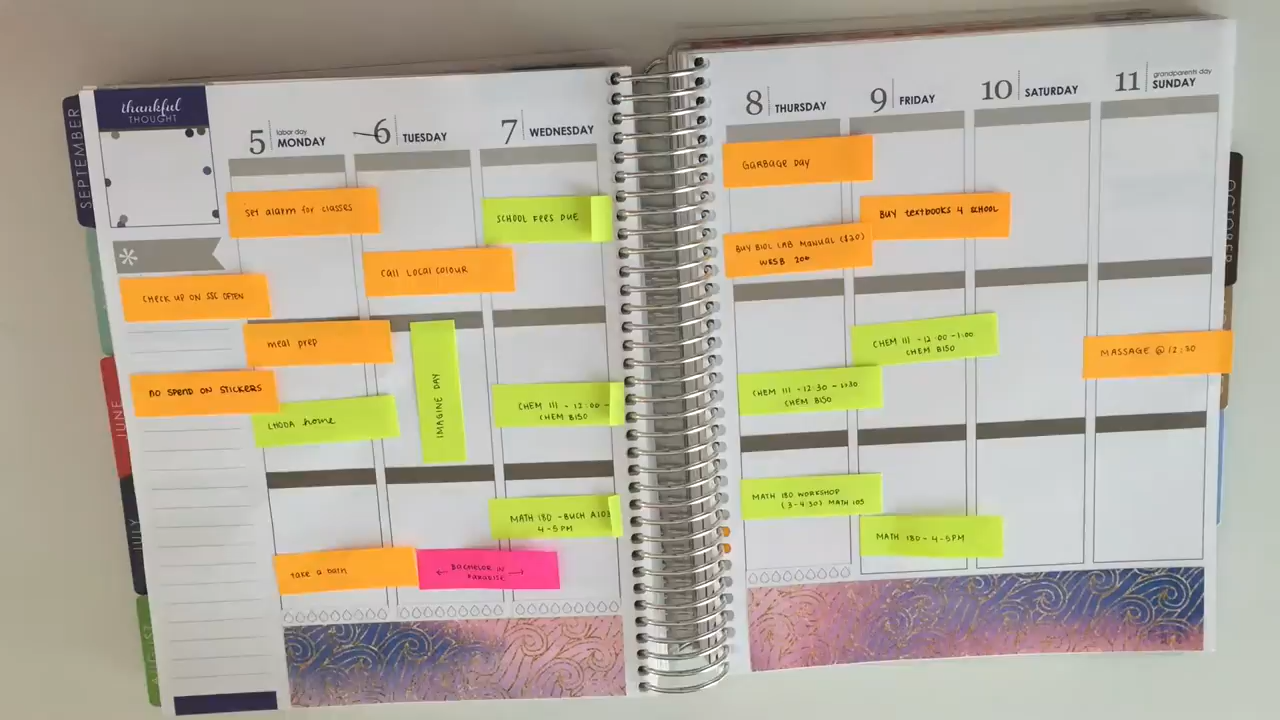 thankful
THOUGHT
SEPTEMBER
5 labor day
MONDAY
6 TUESDAY
7 WEDNESDAY
8 THURSDAY
9 FRIDAY
10 SATURDAY
11 grandparents day
SUNDAY
*
Set alarm for classes
CHECK UP ON SSC OFTEN
meal prep
NO SPEND ON STICKERS
home
take a bath
Call LOCAL COLOUR
IMAGINE DAY
BACHELOR IN
PARADISE
SCHOOL FEES DUE
CHEM 111 - 12:00 -
CHEM B150
MATH 180 - BUCH A103
4-5PM
GARBAGE DAY
BUY BIOL LAB MANUAL ($20)
WRSB 200
CHEM 111 - 12:30 - 1:30
CHEM B150
MATH 180 WORKSHOP
(3-4:30) MATH 105
BUY textbooks 4 SCHOOL
CHEM 111 - 12:00 - 1:00
CHEM B150
MATH 180 - 4-5PM
MASSAGE @ 12:30
JUNE
JULY
AUGUST